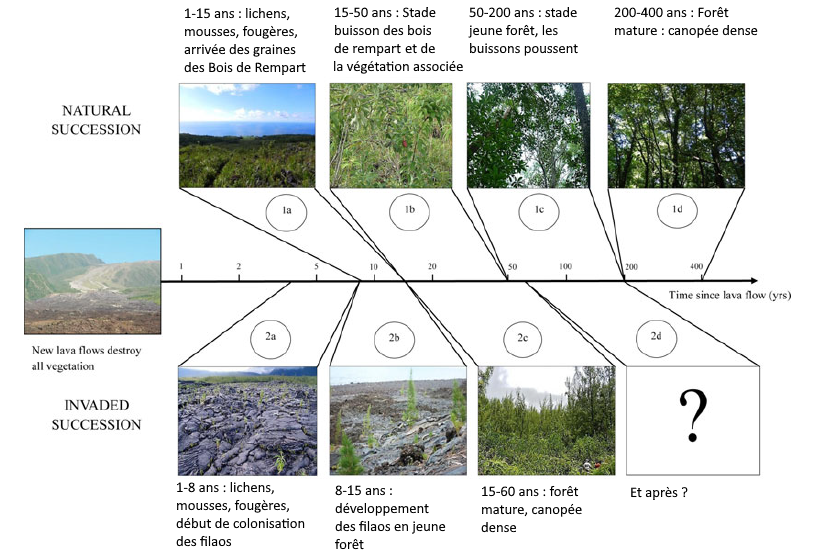 1-15 ans : lichens,
mousses, fougères,
arrivée des graines
des Bois de Rempart
15-50 ans : Stade
buisson des bois
de rempart et de
la végétation associée
50-200 ans : stade
jeune forêt, les
buissons poussent
200-400 ans : Forêt
mature : canopée dense
NATURAL
SUCCESSION
1a
1b
1c
1d
1
2
5
10
20
50
100
200
400
Time since lava flow (yrs)
New lava flows destroy
all vegetation
2a
2b
2c
2d
INVADED
SUCCESSION
?
1-8 ans : lichens,
mousses, fougères,
début de colonisation
des filaos
8-15 ans :
développement
des filaos en jeune
forêt
15-60 ans : forêt
mature, canopée
dense
Et après ?